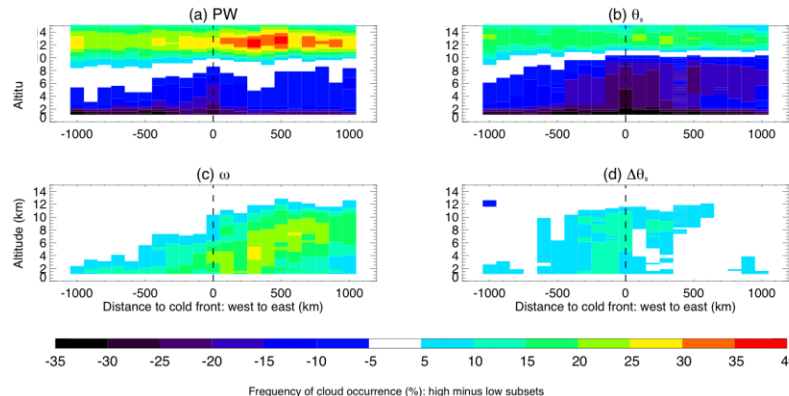 (a) PW
(b) θs
Altitu
4
12
10
8
6
4
2
0
4
12
0
8
6
4
2
0
-1000 -500 0 500 1000
-1000 -500 0 500 1000
(c) ω
(d) Δθs
Altitude (km)
14
12
10
8
6
4
2
0
14
12
10
8
6
4
2
0
-1000 -500 0 500 1000
-1000 -500 0 500 1000
Distance to cold front: west to east (km)
Distance to cold front: west to east (km)
-35 -30 -25 -20 -15 -10 -5 5 10 15 20 25 30 35 4
Frequency of cloud occurrence (%): high minus low subsets